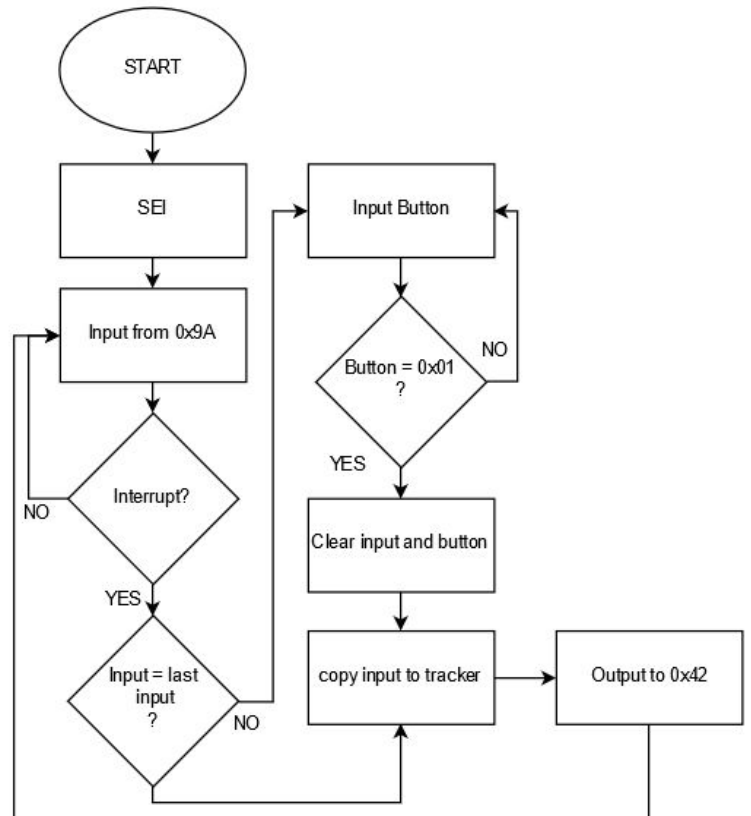 START
SEI
Input from 0x9A
Interrupt?
NO
YES
Input = last
input
?
NO
Input Button
Button = 0x01
?
NO
YES
Clear input and button
copy input to tracker
Output to 0x42